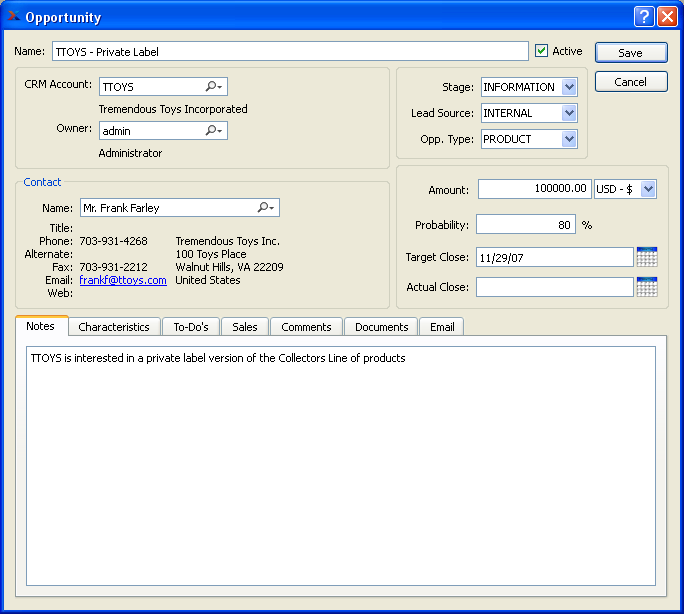 Opportunity
Name: TTOYS - Private Label Active Save
Cancel
CRM Account: TTOYS
Tremendous Toys Incorporated
Owner: admin
Administrator
Stage: INFORMATION
Lead Source: INTERNAL
Opp. Type: PRODUCT
Contact
Name: Mr. Frank Farley
Title:
Phone: 703-931-4268 Tremendous Toys Inc.
Alternate: 100 Toys Place
Fax: 703-931-2212 Walnut Hills, VA 22209
Email: frankf@ttoys.com United States
Web:
Amount: 100000.00 USD - $
Probability: 80 %
Target Close: 11/29/07
Actual Close:
Notes Characteristics To-Do's Sales Comments Documents Email
TTOYS is interested in a private label version of the Collectors Line of products